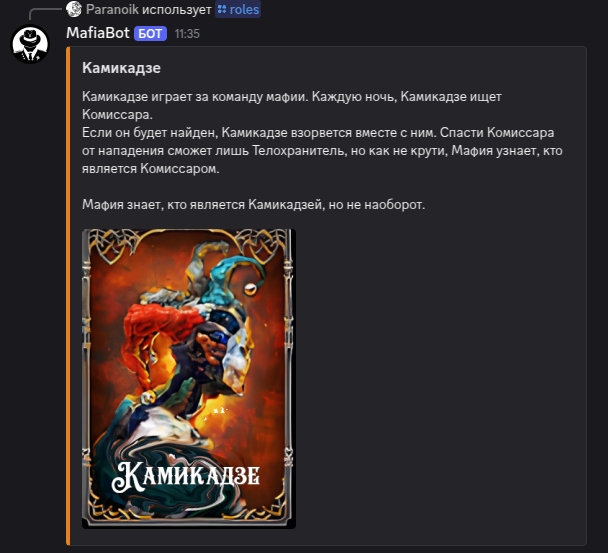 Paranoik использует roles
MafiaBot БОТ 11:35
Камикадзе
Камикадзе играет за команду мафии. Каждую ночь, Камикадзе ищет
Комиссара.
Если он будет найден, Камикадзе взорвется вместе с ним. Спасти Комиссара
от нападения сможет лишь Телохранитель, но как не крути, Мафия узнает, кто
является Комиссаром.
Мафия знает, кто является Камикадзей, но не наоборот.
Камикадзе